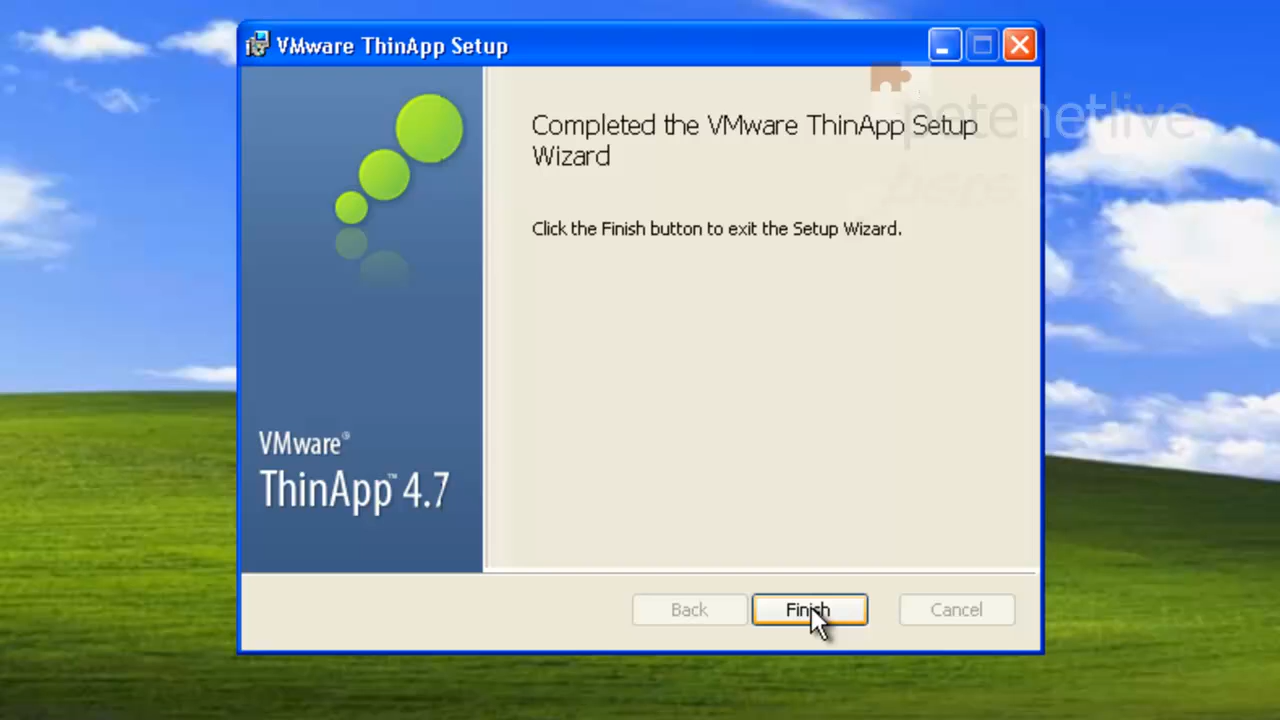 VMware ThinApp Setup
petenetlive
Completed the VMware ThinApp Setup
Wizard
Click the Finish button to exit the Setup Wizard.
VMware®
ThinApp™ 4.7
Back
Finish
Cancel